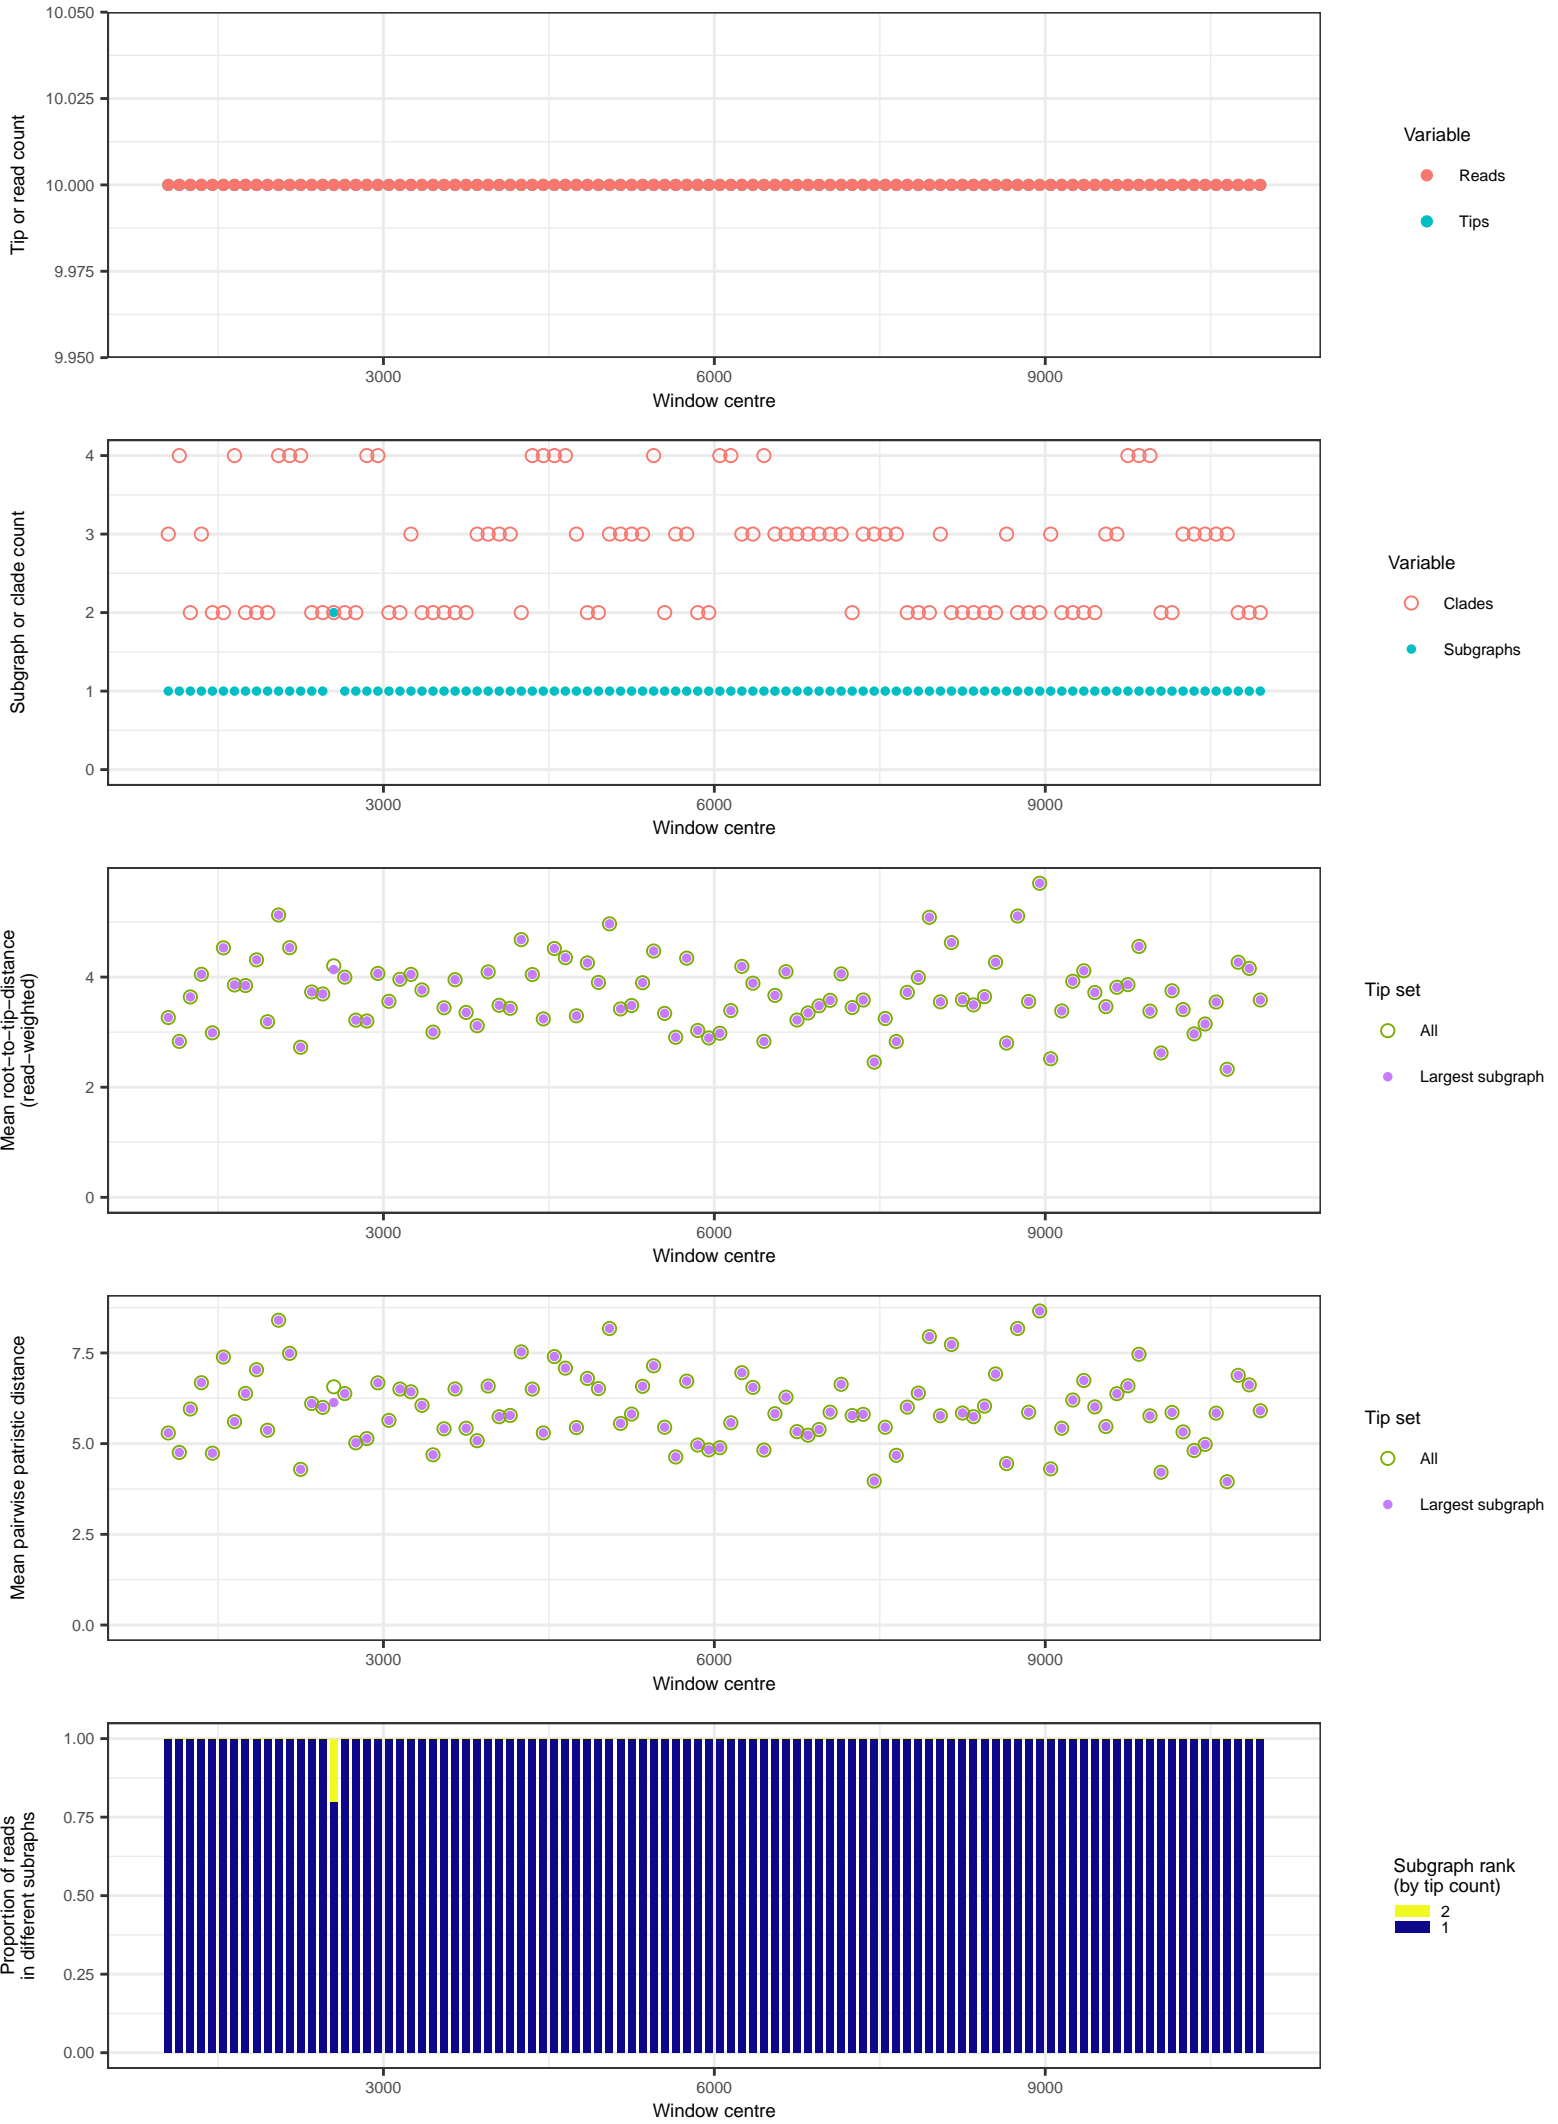 10.050
10.025
10.000
9.975
9.950
Tip or read count
3000 6000 9000
Window centre
Variable
Reads
Tips
4
3
2
1
0
Subgraph or clade count
3000 6000 9000
Window centre
Variable
Clades
Subgraphs
4
2
0
Mean root−to−tip−distance
(read−weighted)
3000 6000 9000
Window centre
Tip set
All
Largest subgraph
7.5
5.0
2.5
0.0
Mean pairwise patristic distance
3000 6000 9000
Window centre
Tip set
All
Largest subgraph
1.00
0.75
0.50
0.25
0.00
Proportion of reads
in different subraphs
3000 6000 9000
Window centre
Subgraph rank
(by tip count)
2
1